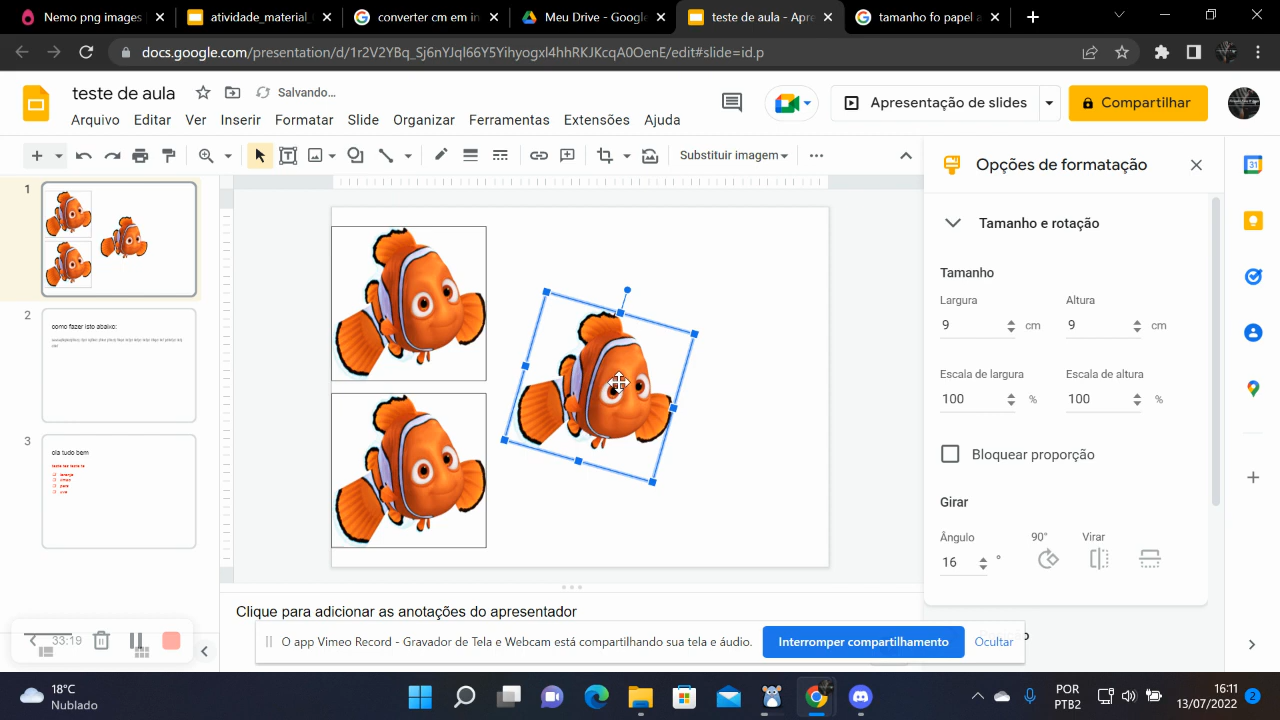 Nemo png images
atividade_material_
converter cm em in
Meu Drive - Google
teste de aula - Apre
tamanho fo papel a
docs.google.com/presentation/d/1r2V2YBq_Sj6nYJql66Y5Yihyogxl4hhRKJKcqA0OenE/edit#slide=id.p
teste de aula
Salvando…
Arquivo Editar Ver Inserir Formatar Slide Organizar Ferramentas Extensões Ajuda
Apresentação de slides
Compartilhar
Substituir imagem
Opções de formatação
1
2
como fazer isto abaixo:
3
ola tudo bem
Tamanho e rotação
Tamanho
Largura Altura
9 cm 9 cm
Escala de largura Escala de altura
100 % 100 %
Bloquear proporção
Girar
Ângulo 90° Virar
16 °
31
Clique para adicionar as anotações do apresentador
33:19
O app Vimeo Record - Gravador de Tela e Webcam está compartilhando sua tela e áudio.
Interromper compartilhamento
Ocultar
18°C
Nublado
POR
PTB2
16:11
13/07/2022
2